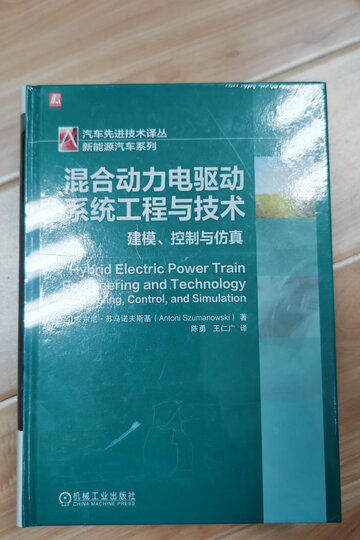 汽车先进技术译丛
新能源汽车系列
混合动力电驱动
系统工程与技术
建模、控制与仿真
Hybrid Electric Power Train
Engineering and Technology
Modeling, Control, and Simulation
苏马诺夫斯基(Antoni Szumanowski) 著
陈勇 王仁广 译
机械工业出版社
CHINA MACHINE PRESS